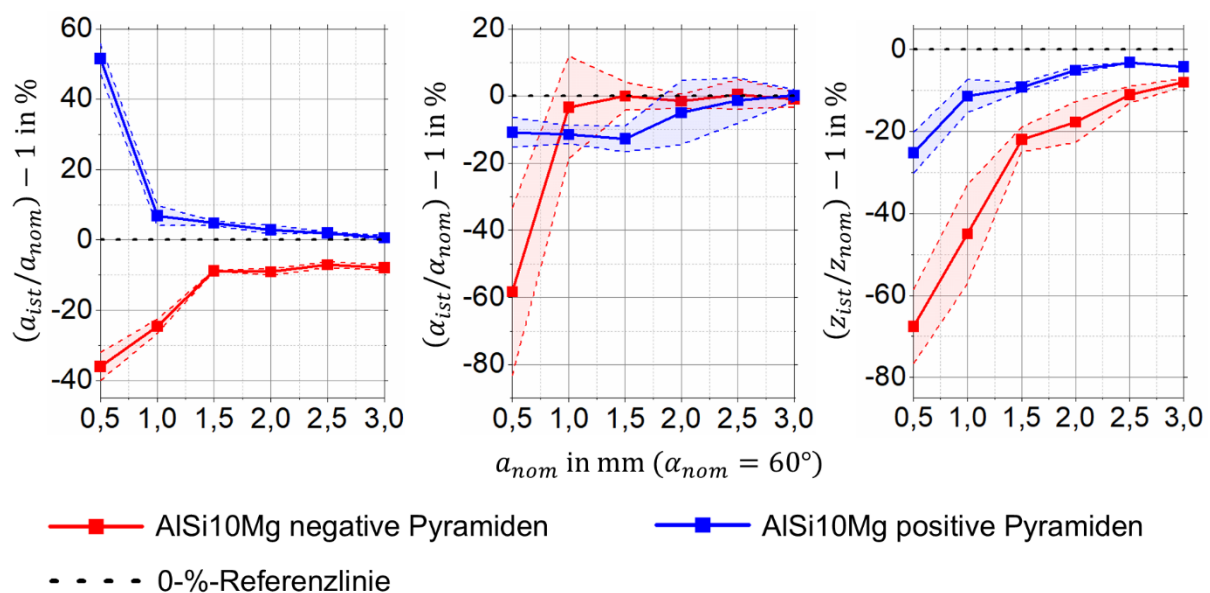 (a_ist/a_nom) − 1 in %
60
40
20
0
-20
-40
0,5 1,0 1,5 2,0 2,5 3,0
(α_ist/α_nom) − 1 in %
20
0
-20
-40
-60
-80
0,5 1,0 1,5 2,0 2,5 3,0
(z_ist/z_nom) − 1 in %
0
-20
-40
-60
-80
0,5 1,0 1,5 2,0 2,5 3,0
a_nom in mm (α_nom = 60°)
AlSi10Mg negative Pyramiden
AlSi10Mg positive Pyramiden
0-%-Referenzlinie